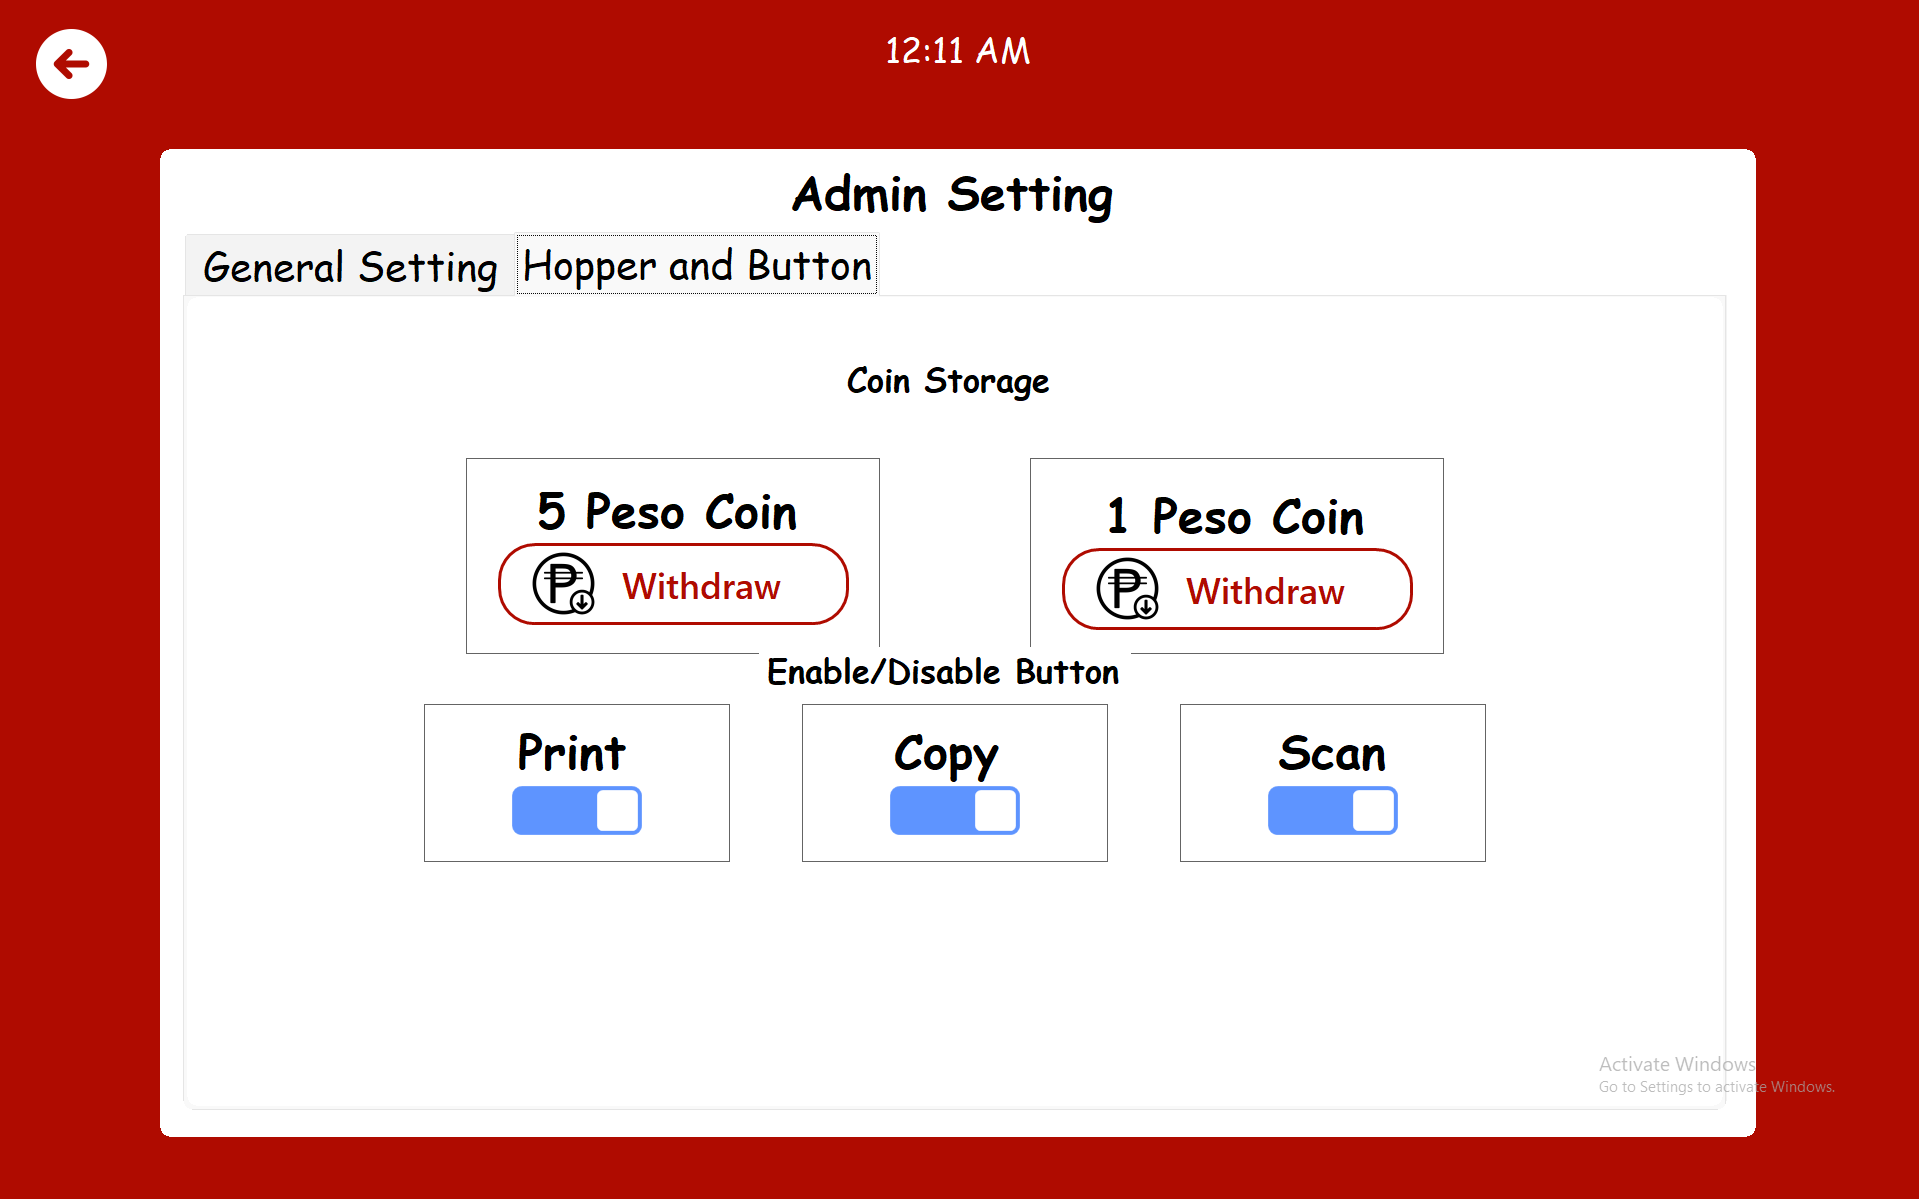 12:11 AM
Admin Setting
General Setting
Hopper and Button
Coin Storage
5 Peso Coin
1 Peso Coin
Withdraw
Withdraw
Enable/Disable Button
Print
Copy
Scan
Activate Windows
Go to Settings to activate Windows.